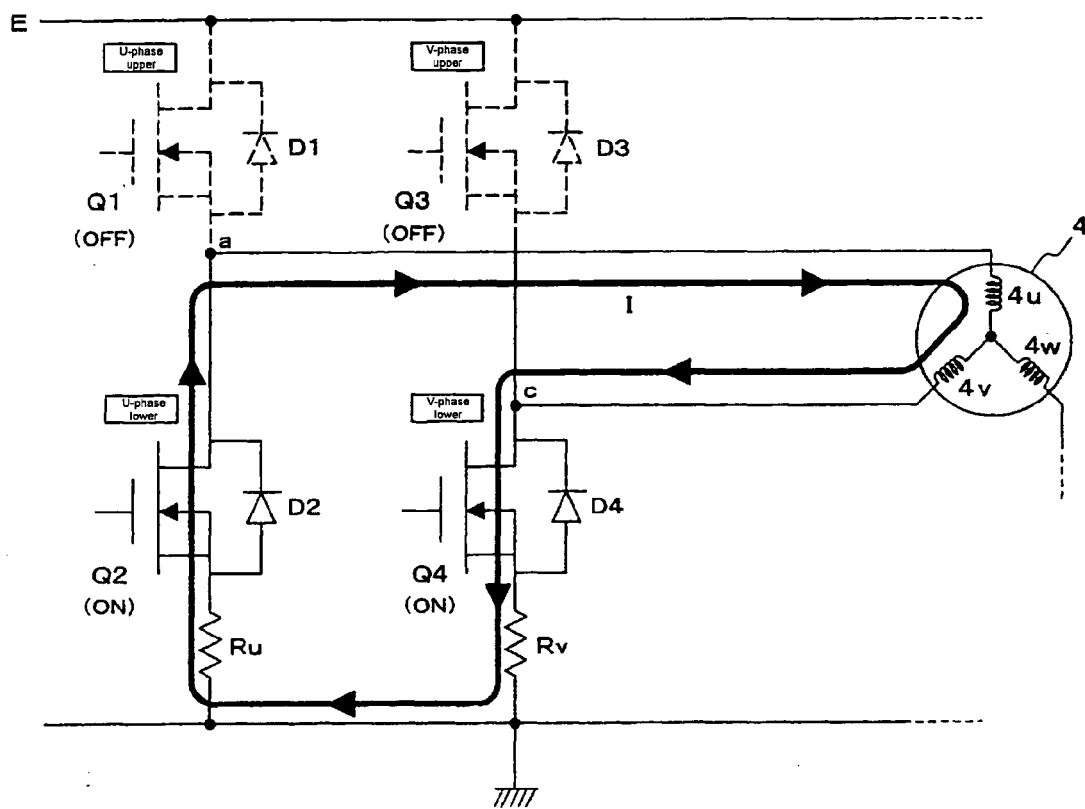 E
U-phase
upper
V-phase
upper
D1
D3
Q1
(OFF)
Q3
(OFF)
a
4
I
4u
4w
4v
c
U-phase
lower
V-phase
lower
D2
D4
Q2
(ON)
Q4
(ON)
Ru
Rv